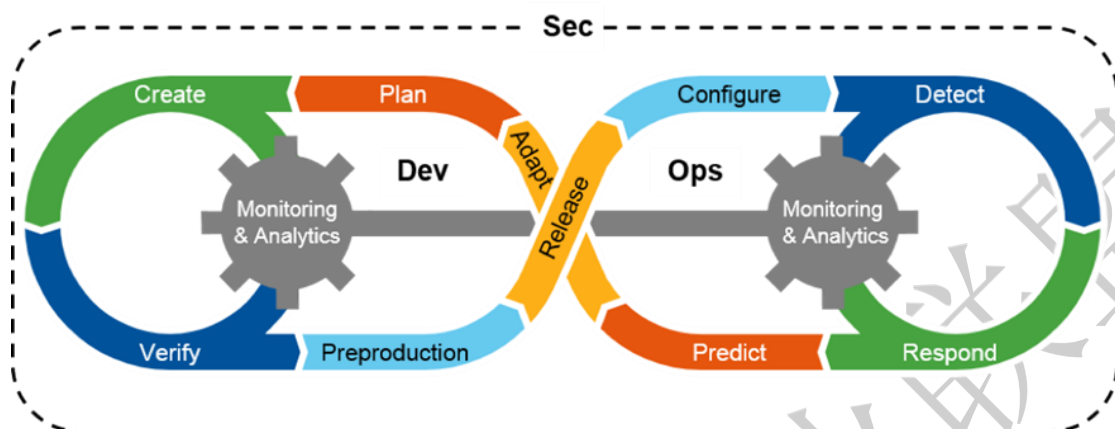 Sec
Create
Plan
Configure
Detect
Adapt
Dev
Ops
Release
Monitoring
& Analytics
Monitoring
& Analytics
Verify
Preproduction
Predict
Respond